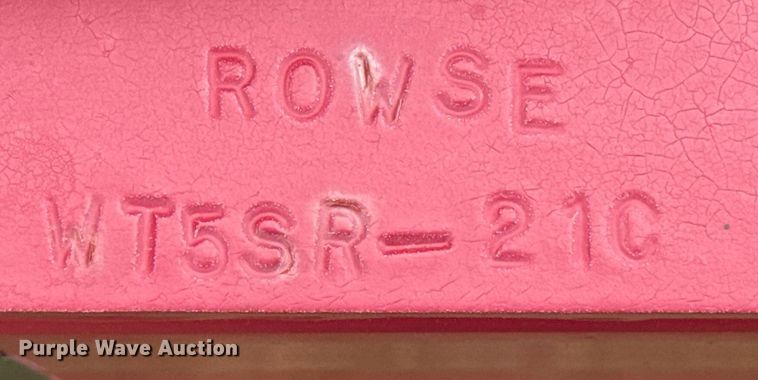 ROWSE
WT5SR-21C
Purple Wave Auction